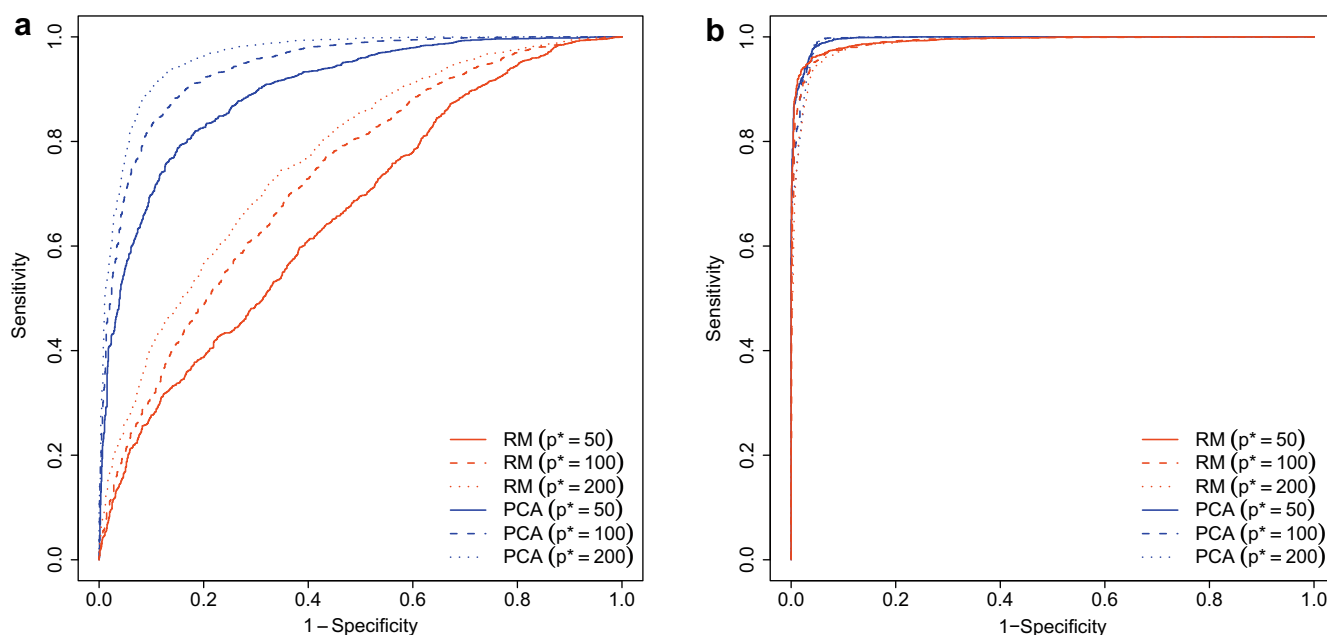 a
Sensitivity
0.0 0.2 0.4 0.6 0.8 1.0
RM (p* = 50)
RM (p* = 100)
RM (p* = 200)
PCA (p* = 50)
PCA (p* = 100)
PCA (p* = 200)
0.0 0.2 0.4 0.6 0.8 1.0
1 – Specificity
b
Sensitivity
0.0 0.2 0.4 0.6 0.8 1.0
RM (p* = 50)
RM (p* = 100)
RM (p* = 200)
PCA (p* = 50)
PCA (p* = 100)
PCA (p* = 200)
0.0 0.2 0.4 0.6 0.8 1.0
1−Specificity